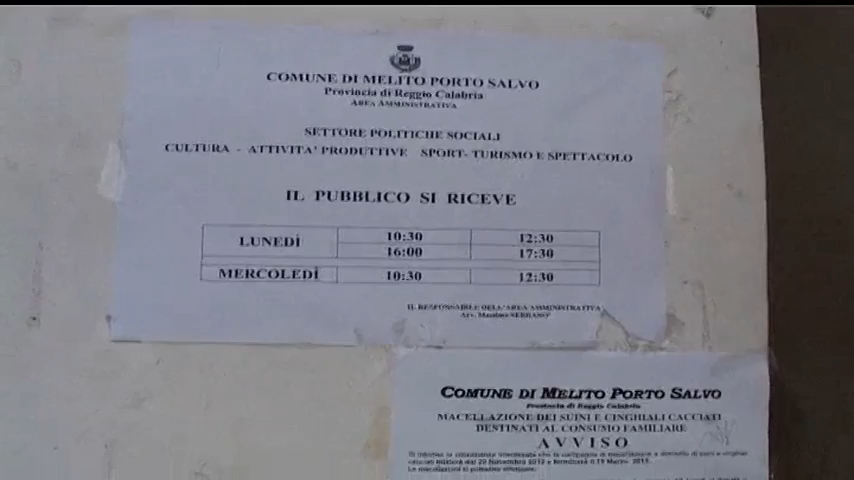 COMUNE DI MELITO PORTO SALVO
Provincia di Reggio Calabria
AREA AMMINISTRATIVA
SETTORE POLITICHE SOCIALI
CULTURA - ATTIVITA' PRODUTTIVE SPORT- TURISMO E SPETTACOLO
IL PUBBLICO SI RICEVE
LUNEDÌ 10:30 12:30
16:00 17:30
MERCOLEDÌ 10:30 12:30
IL RESPONSABILE DELL'AREA AMMINISTRATIVA
COMUNE DI MELITO PORTO SALVO
Provincia di Reggio Calabria
MACELLAZIONE DEI SUINI E CINGHIALI CACCIATI
DESTINATI AL CONSUMO FAMILIARE
AVVISO